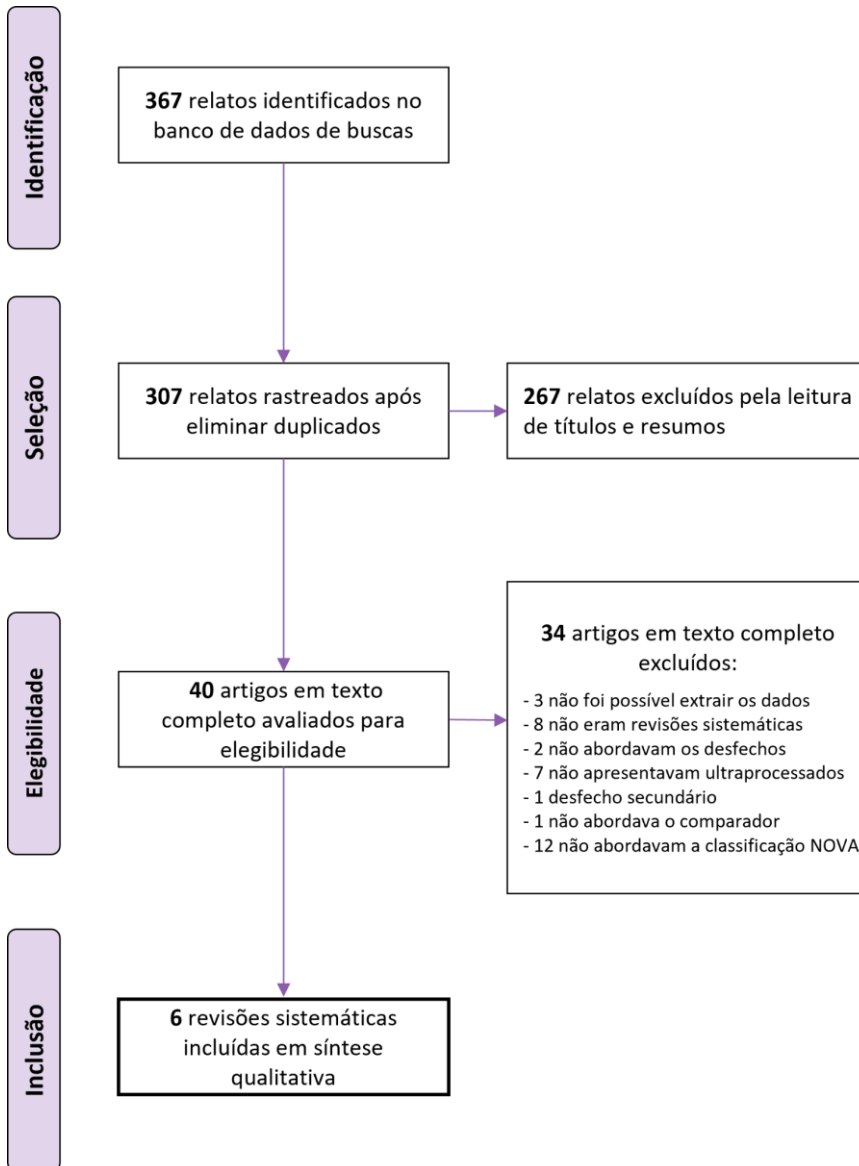 Identificação
367 relatos identificados no
banco de dados de buscas
Seleção
307 relatos rastreados após
eliminar duplicados
267 relatos excluídos pela leitura
de títulos e resumos
Elegibilidade
40 artigos em texto
completo avaliados para
elegibilidade
34 artigos em texto completo
excluídos:
- 3 não foi possível extrair os dados
- 8 não eram revisões sistemáticas
- 2 não abordavam os desfechos
- 7 não apresentavam ultraprocessados
- 1 desfecho secundário
- 1 não abordava o comparador
- 12 não abordavam a classificação NOVA
Inclusão
6 revisões sistemáticas
incluídas em síntese
qualitativa